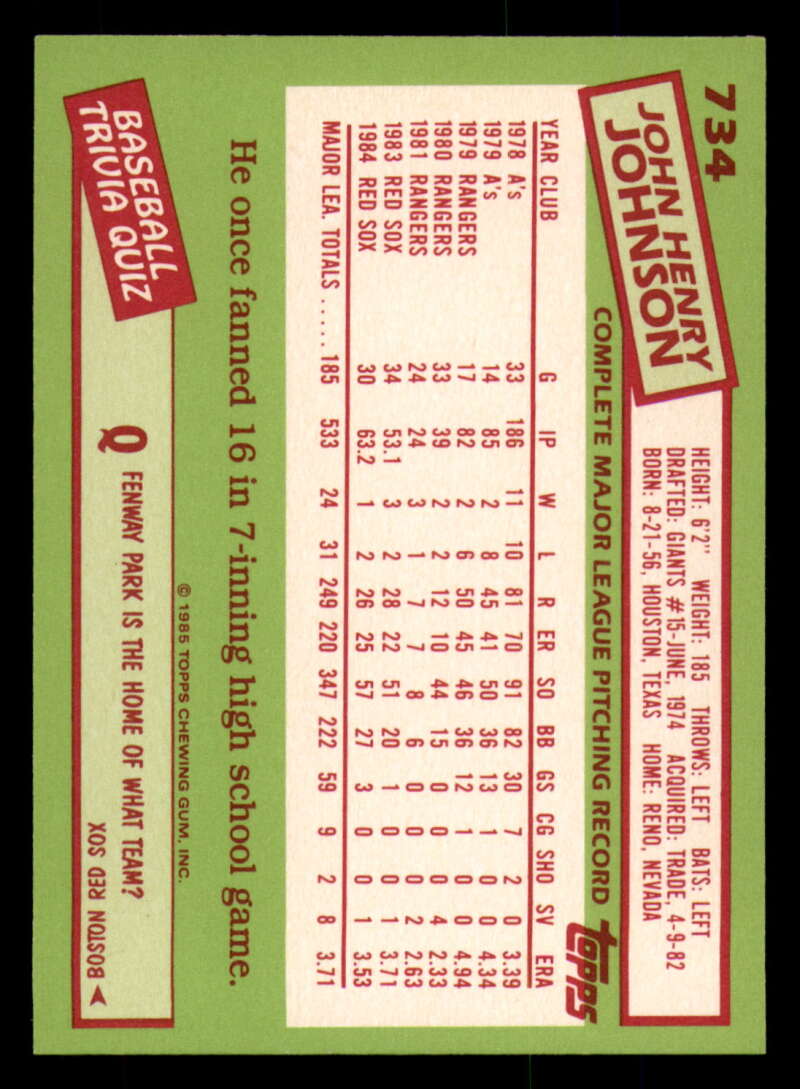 734
JOHN HENRY
JOHNSON
HEIGHT: 6'2" WEIGHT: 185 THROWS: LEFT BATS: LEFT
DRAFTED: GIANTS #15-JUNE, 1974 ACQUIRED: TRADE, 4-9-82
BORN: 8-21-56, HOUSTON, TEXAS HOME: RENO, NEVADA
COMPLETE MAJOR LEAGUE PITCHING RECORD topps
YEAR CLUB G IP W L R ER SO BB GS CG SHO SV ERA
1978 A's 33 186 11 10 81 70 91 82 30 7 2 0 3.39
1979 A's 14 85 2 8 45 41 50 36 13 1 0 0 4.34
1979 RANGERS 17 82 2 6 50 45 46 36 12 1 0 0 4.94
1980 RANGERS 33 39 2 2 12 10 44 15 0 0 0 4 2.33
1981 RANGERS 24 24 3 1 7 7 8 6 0 0 0 2 2.63
1983 RED SOX 34 53.1 3 2 28 22 51 20 1 0 0 1 3.71
1984 RED SOX 30 63.2 1 2 26 25 57 27 3 0 0 1 3.53
MAJOR LEA. TOTALS ..... 185 533 24 31 249 220 347 222 59 9 2 8 3.71
He once fanned 16 in 7-inning high school game.
© 1985 TOPPS CHEWING GUM, INC.
BASEBALL
TRIVIA QUIZ
Q FENWAY PARK IS THE HOME OF WHAT TEAM?
BOSTON RED SOX